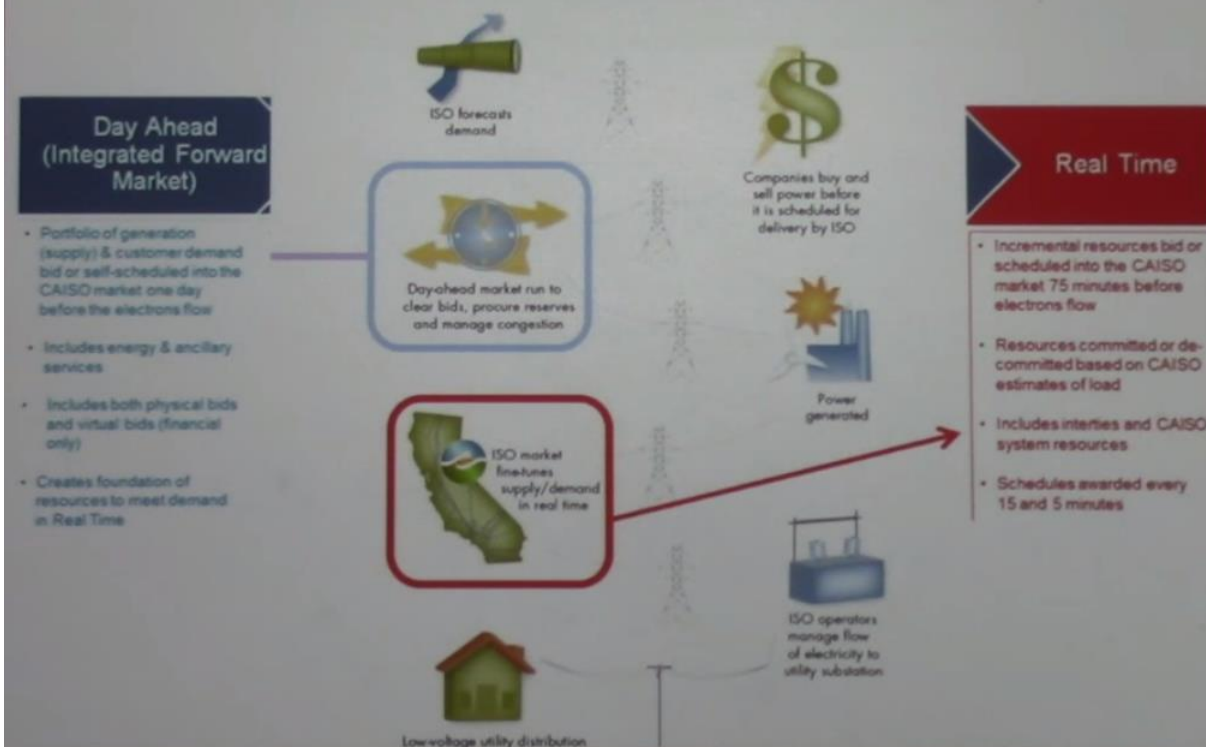 ISO forecasts
demand
Day Ahead
(Integrated Forward
Market)
• Portfolio of generation
(supply) & customer demand
bid or self-scheduled into the
CAISO market one day
before the electrons flow
• Includes energy & ancillary
services
• Includes both physical bids
and virtual bids (financial
only)
• Creates foundation of
resources to meet demand
in Real Time
Day-ahead market run to
clear bids, procure reserves
and manage congestion
ISO market
fine-tunes
supply/demand
in real time
Low-voltage utility distribution
$
Companies buy and
sell power before
it is scheduled for
delivery by ISO
Power
generated
ISO operators
manage flow
of electricity to
utility substation
Real Time
• Incremental resources bid or
scheduled into the CAISO
market 75 minutes before
electrons flow
• Resources committed or de-
committed based on CAISO
estimates of load
• Includes interties and CAISO
system resources
• Schedules awarded every
15 and 5 minutes